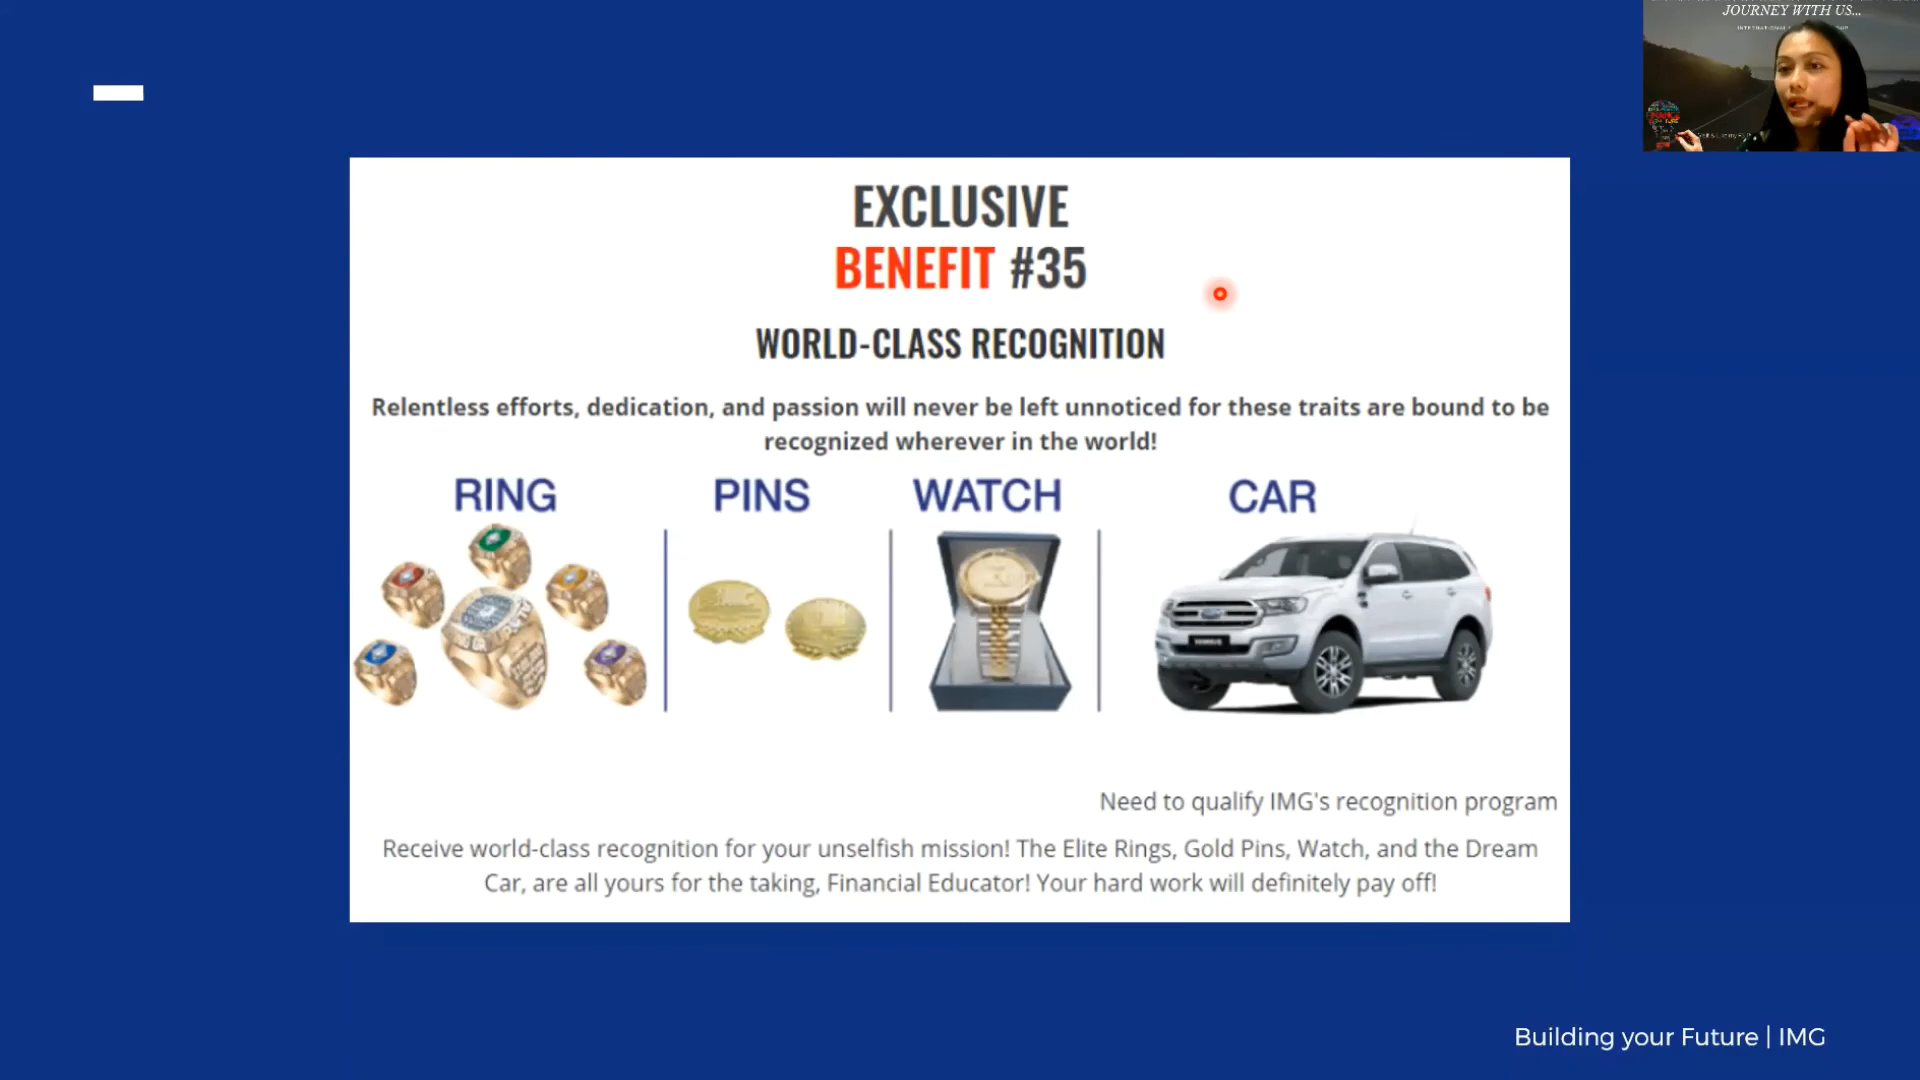 JOURNEY WITH US...
EXCLUSIVE
BENEFIT #35
WORLD-CLASS RECOGNITION
Relentless efforts, dedication, and passion will never be left unnoticed for these traits are bound to be
recognized wherever in the world!
RING
PINS
WATCH
CAR
Need to qualify IMG's recognition program
Receive world-class recognition for your unselfish mission! The Elite Rings, Gold Pins, Watch, and the Dream
Car, are all yours for the taking, Financial Educator! Your hard work will definitely pay off!
Building your Future | IMG